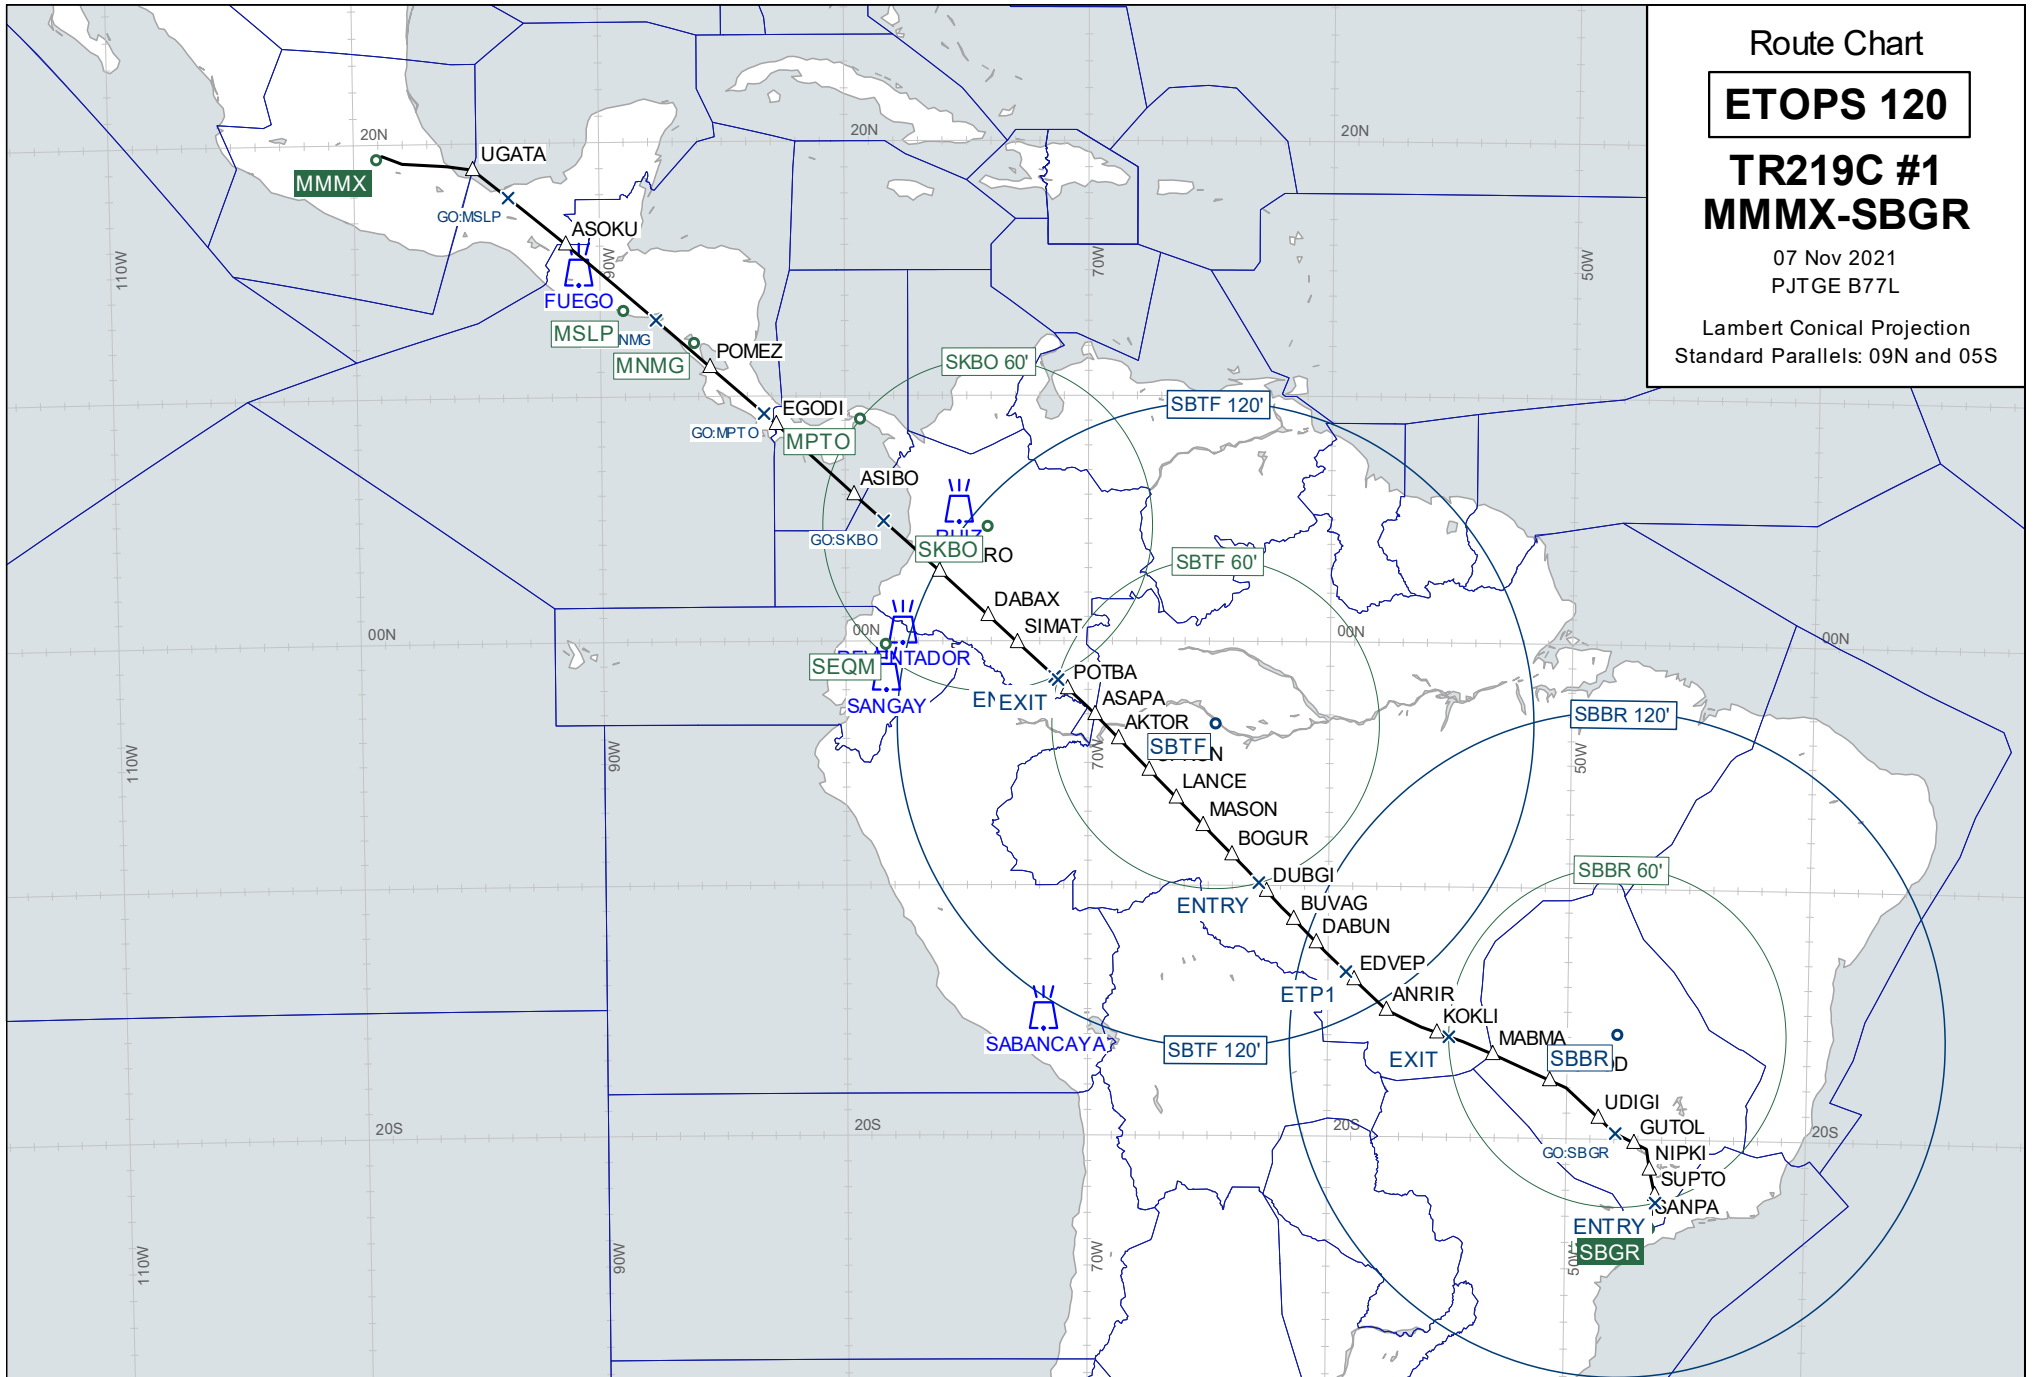 Route Chart
ETOPS 120
TR219C #1
MMMX-SBGR
07 Nov 2021
PJTGE B77L
Lambert Conical Projection
Standard Parallels: 09N and 05S
20N
20N
20N
UGATA
MMMX
GO:MSLP
ASOKU
110W
90W
70W
50W
FUEGO
MSLP
NMG
MNMG
POMEZ
SKBO 60'
EGODI
SBTF 120'
GO:MPTO
MPTO
ASIBO
GO:SKBO
SKBO
RO
SBTF 60'
DABAX
SIMAT
00N
00N
00N
00N
REVENTADOR
SEQM
SANGAY
EXIT
POTBA
ASAPA
AKTOR
SBTF
SBBR 120'
110W
90W
70W
50W
LANCE
MASON
BOGUR
DUBGI
SBBR 60'
ENTRY
BUVAG
DABUN
EDVEP
ETP1
ANRIR
KOKLI
SABANCAYA
SBTF 120'
EXIT
MABMA
SBBR
D
UDIGI
GUTOL
20S
20S
20S
20S
GO:SBGR
NIPKI
SUPTO
SANPA
ENTRY
SBGR
110W
90W
70W
50W